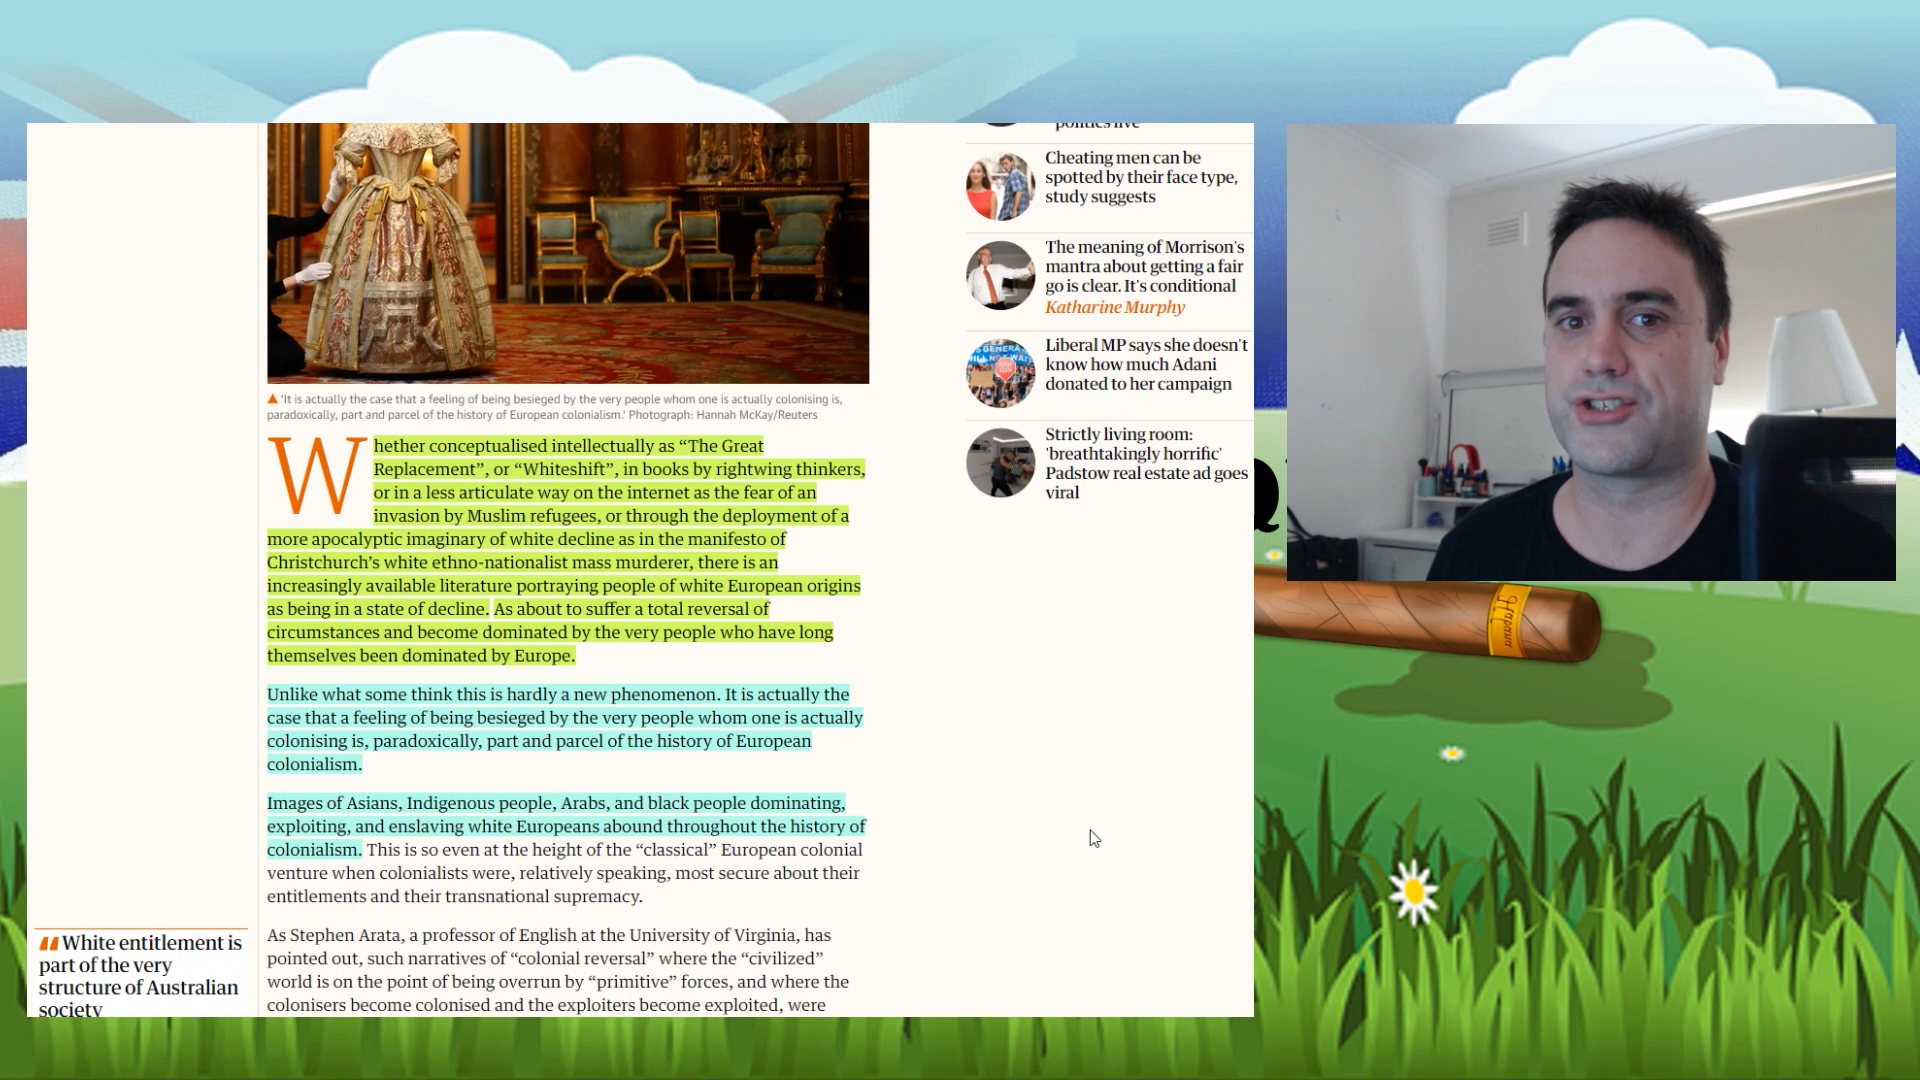 politics live
Cheating men can be
spotted by their face type,
study suggests
The meaning of Morrison's
mantra about getting a fair
go is clear. It's conditional
Katharine Murphy
Liberal MP says she doesn't
know how much Adani
donated to her campaign
Strictly living room:
'breathtakingly horrific'
Padstow real estate ad goes
viral
'It is actually the case that a feeling of being besieged by the very people whom one is actually colonising is,
paradoxically, part and parcel of the history of European colonialism.' Photograph: Hannah McKay/Reuters
Whether conceptualised intellectually as “The Great
Replacement”, or “Whiteshift”, in books by rightwing thinkers,
or in a less articulate way on the internet as the fear of an
invasion by Muslim refugees, or through the deployment of a
more apocalyptic imaginary of white decline as in the manifesto of
Christchurch’s white ethno-nationalist mass murderer, there is an
increasingly available literature portraying people of white European origins
as being in a state of decline. As about to suffer a total reversal of
circumstances and become dominated by the very people who have long
themselves been dominated by Europe.
Unlike what some think this is hardly a new phenomenon. It is actually the
case that a feeling of being besieged by the very people whom one is actually
colonising is, paradoxically, part and parcel of the history of European
colonialism.
Images of Asians, Indigenous people, Arabs, and black people dominating,
exploiting, and enslaving white Europeans abound throughout the history of
colonialism. This is so even at the height of the “classical” European colonial
venture when colonialists were, relatively speaking, most secure about their
entitlements and their transnational supremacy.
As Stephen Arata, a professor of English at the University of Virginia, has
pointed out, such narratives of “colonial reversal” where the “civilized”
world is on the point of being overrun by “primitive” forces, and where the
colonisers become colonised and the exploiters become exploited, were
White entitlement is
part of the very
structure of Australian
society